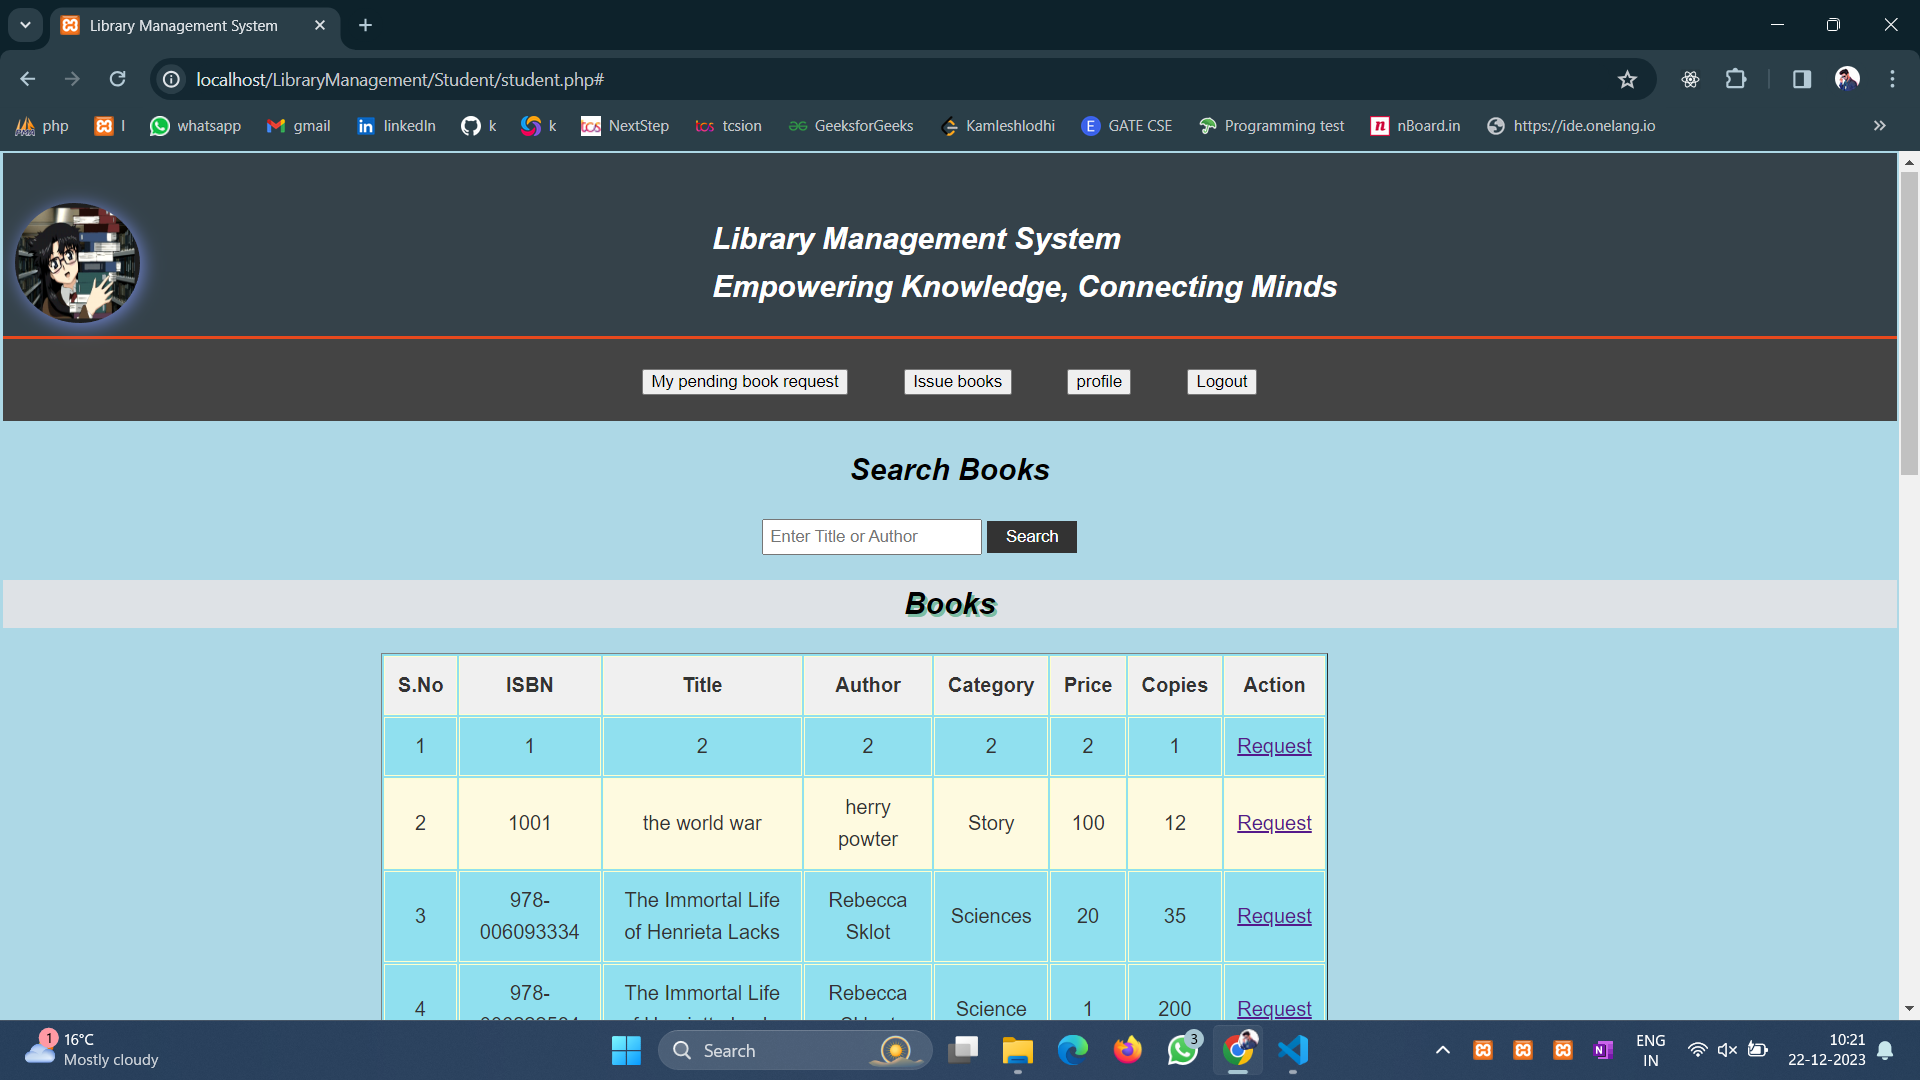 Library Management System
localhost/LibraryManagement/Student/student.php#
php
l
whatsapp
gmail
linkedln
k
k
NextStep
tcsion
GeeksforGeeks
Kamleshlodhi
GATE CSE
Programming test
nBoard.in
https://ide.onelang.io
Library Management System
Empowering Knowledge, Connecting Minds
My pending book request
Issue books
profile
Logout
Search Books
Enter Title or Author
Search
Books
S.No ISBN Title Author Category Price Copies Action
1 1 2 2 2 2 1 Request
2 1001 the world war herry powter Story 100 12 Request
3 978-006093334 The Immortal Life of Henrieta Lacks Rebecca Sklot Sciences 20 35 Request
4 978- The Immortal Life Rebecca Science 1 200 Request
1
16°C
Mostly cloudy
Search
3
ENG
IN
10:21
22-12-2023